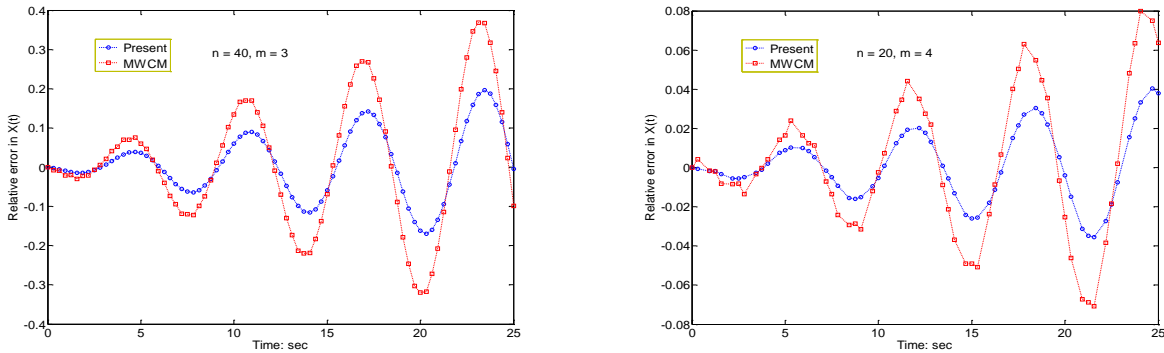 0.4
0.3
0.2
0.1
0
-0.1
-0.2
-0.3
-0.4
Relative error in X(t)
Present
MWCM
n = 40, m = 3
0 5 10 15 20 25
Time: sec
0.08
0.06
0.04
0.02
0
-0.02
-0.04
-0.06
-0.08
Relative error in X(t)
Present
MWCM
n = 20, m = 4
0 5 10 15 20 25
Time: sec